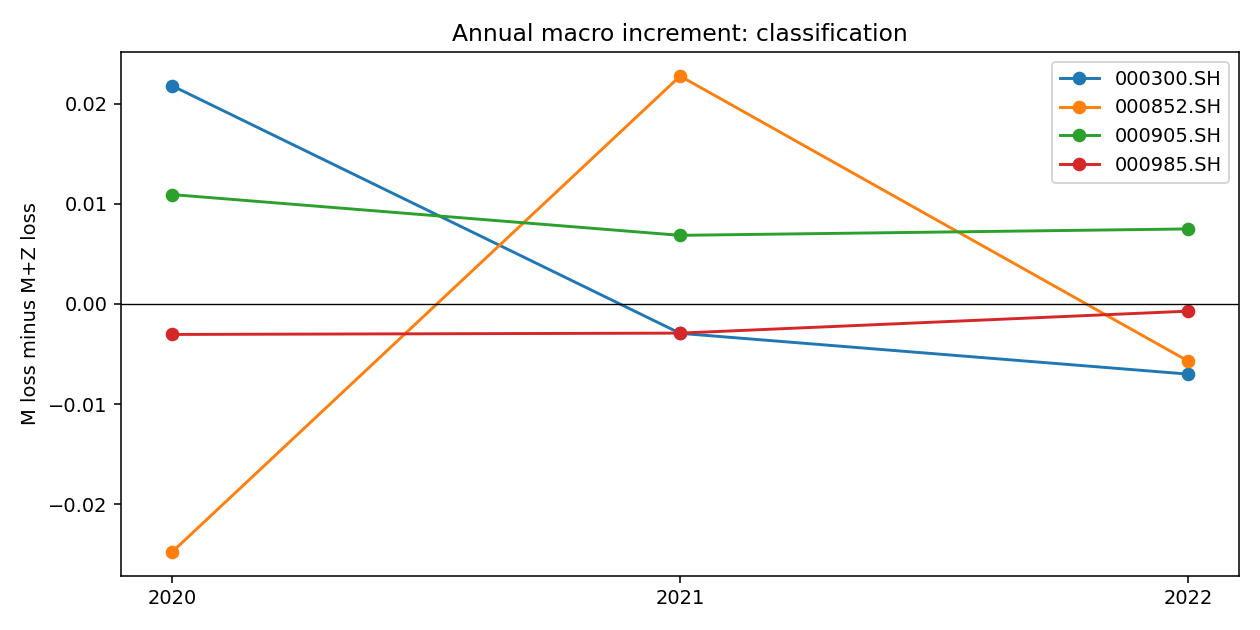 Annual macro increment: classification
M loss minus M+Z loss
0.02
0.01
0.00
−0.01
−0.02
2020
2021
2022
000300.SH
000852.SH
000905.SH
000985.SH